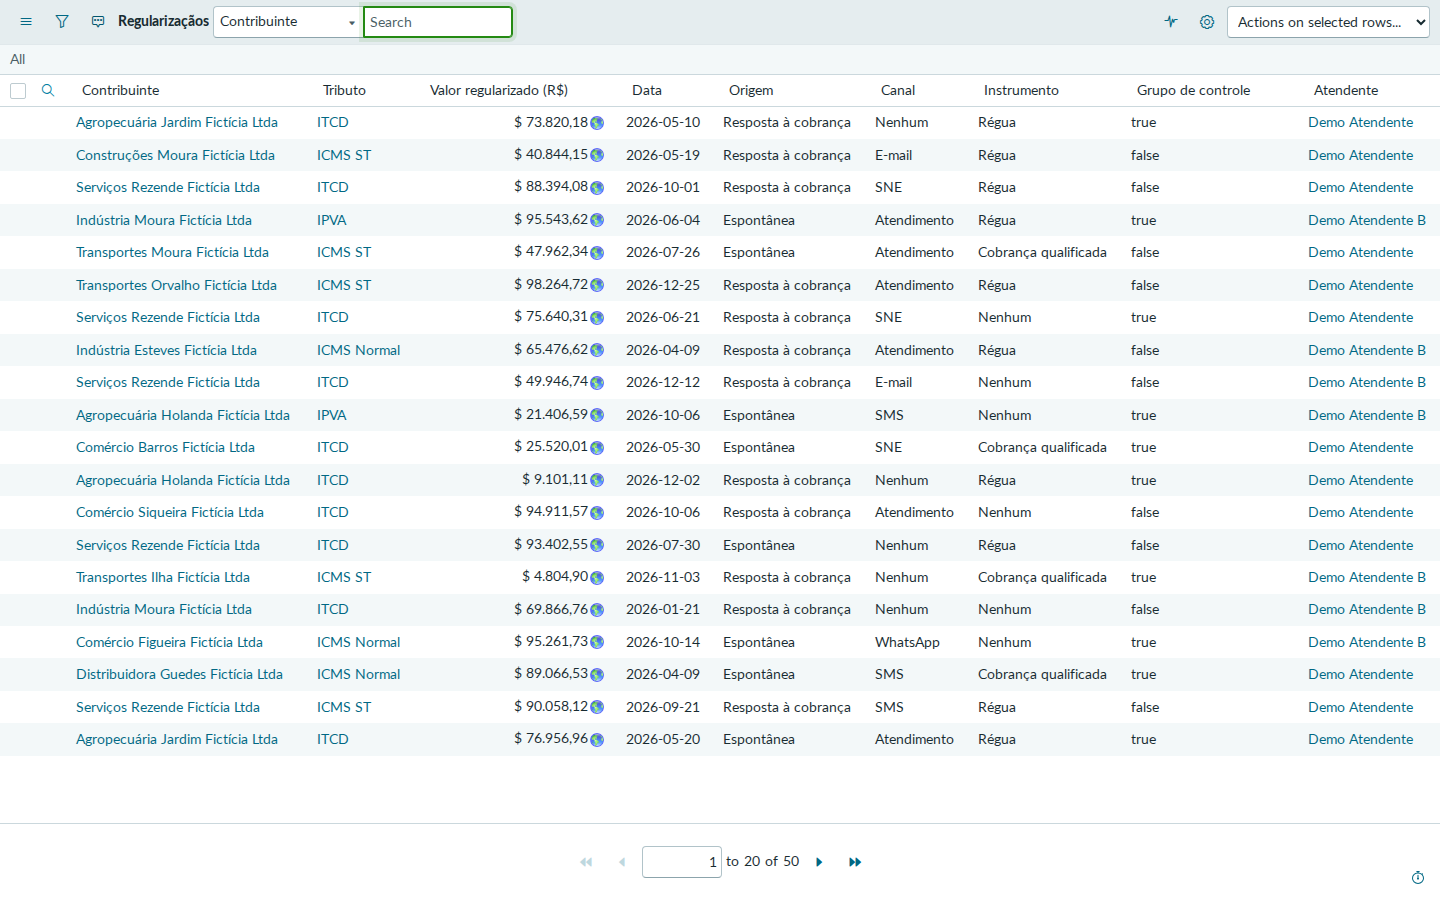 Regularizaçãos Contribuinte Search Actions on selected rows...
All
Contribuinte Tributo Valor regularizado (R$) Data Origem Canal Instrumento Grupo de controle Atendente
Agropecuária Jardim Fictícia Ltda ITCD $ 73.820,18 2026-05-10 Resposta à cobrança Nenhum Régua true Demo Atendente
Construções Moura Fictícia Ltda ICMS ST $ 40.844,15 2026-05-19 Resposta à cobrança E-mail Régua false Demo Atendente
Serviços Rezende Fictícia Ltda ITCD $ 88.394,08 2026-10-01 Resposta à cobrança SNE Régua false Demo Atendente
Indústria Moura Fictícia Ltda IPVA $ 95.543,62 2026-06-04 Espontânea Atendimento Régua true Demo Atendente B
Transportes Moura Fictícia Ltda ICMS ST $ 47.962,34 2026-07-26 Espontânea Atendimento Cobrança qualificada false Demo Atendente
Transportes Orvalho Fictícia Ltda ICMS ST $ 98.264,72 2026-12-25 Resposta à cobrança Atendimento Régua false Demo Atendente
Serviços Rezende Fictícia Ltda ITCD $ 75.640,31 2026-06-21 Resposta à cobrança SNE Nenhum true Demo Atendente
Indústria Esteves Fictícia Ltda ICMS Normal $ 65.476,62 2026-04-09 Resposta à cobrança Atendimento Régua false Demo Atendente B
Serviços Rezende Fictícia Ltda ITCD $ 49.946,74 2026-12-12 Resposta à cobrança E-mail Nenhum false Demo Atendente B
Agropecuária Holanda Fictícia Ltda IPVA $ 21.406,59 2026-10-06 Espontânea SMS Nenhum true Demo Atendente B
Comércio Barros Fictícia Ltda ITCD $ 25.520,01 2026-05-30 Espontânea SNE Cobrança qualificada true Demo Atendente
Agropecuária Holanda Fictícia Ltda ITCD $ 9.101,11 2026-12-02 Resposta à cobrança Nenhum Régua true Demo Atendente
Comércio Siqueira Fictícia Ltda ITCD $ 94.911,57 2026-10-06 Resposta à cobrança Atendimento Nenhum false Demo Atendente
Serviços Rezende Fictícia Ltda ITCD $ 93.402,55 2026-07-30 Espontânea Nenhum Régua false Demo Atendente
Transportes Ilha Fictícia Ltda ICMS ST $ 4.804,90 2026-11-03 Resposta à cobrança Nenhum Cobrança qualificada true Demo Atendente B
Indústria Moura Fictícia Ltda ITCD $ 69.866,76 2026-01-21 Resposta à cobrança Nenhum Nenhum false Demo Atendente B
Comércio Figueira Fictícia Ltda ICMS Normal $ 95.261,73 2026-10-14 Espontânea WhatsApp Nenhum true Demo Atendente B
Distribuidora Guedes Fictícia Ltda ICMS Normal $ 89.066,53 2026-04-09 Espontânea SMS Cobrança qualificada true Demo Atendente
Serviços Rezende Fictícia Ltda ICMS ST $ 90.058,12 2026-09-21 Resposta à cobrança SMS Régua false Demo Atendente
Agropecuária Jardim Fictícia Ltda ITCD $ 76.956,96 2026-05-20 Espontânea Atendimento Régua true Demo Atendente
1 to 20 of 50